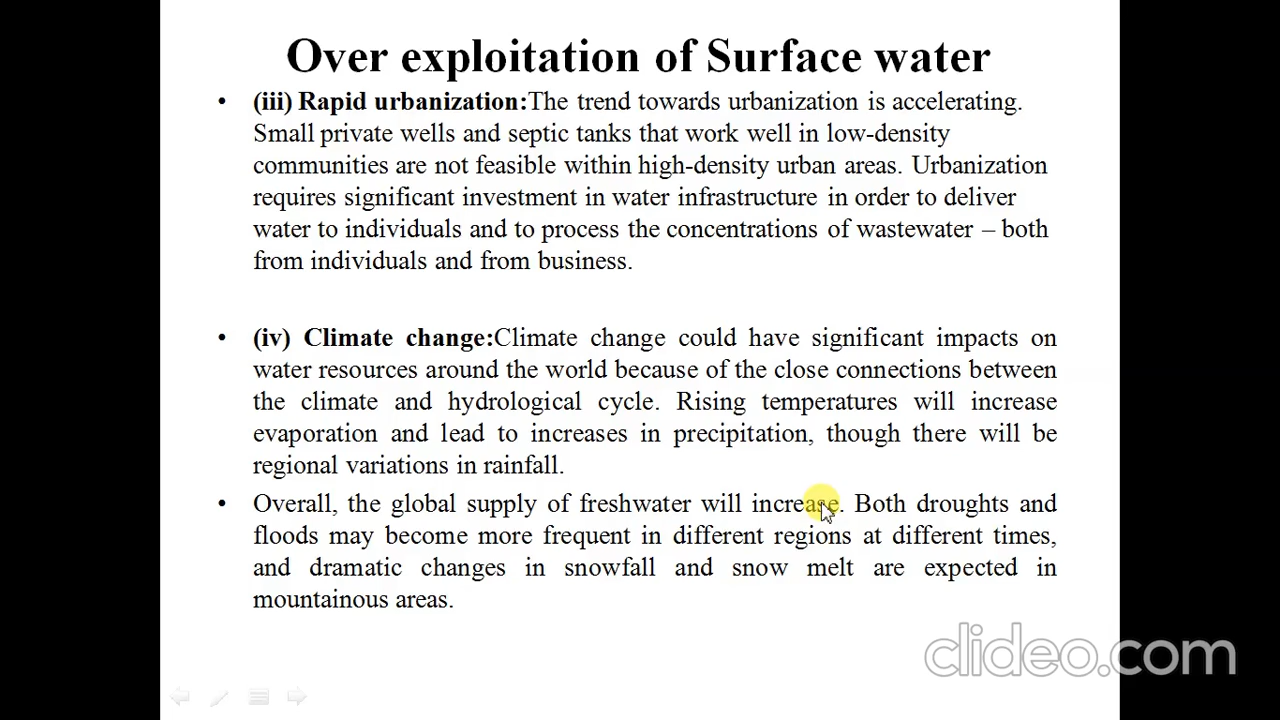 Over exploitation of Surface water
• (iii) Rapid urbanization:The trend towards urbanization is accelerating.
Small private wells and septic tanks that work well in low-density
communities are not feasible within high-density urban areas. Urbanization
requires significant investment in water infrastructure in order to deliver
water to individuals and to process the concentrations of wastewater – both
from individuals and from business.
• (iv) Climate change:Climate change could have significant impacts on
water resources around the world because of the close connections between
the climate and hydrological cycle. Rising temperatures will increase
evaporation and lead to increases in precipitation, though there will be
regional variations in rainfall.
• Overall, the global supply of freshwater will increase. Both droughts and
floods may become more frequent in different regions at different times,
and dramatic changes in snowfall and snow melt are expected in
mountainous areas.
clideo.com